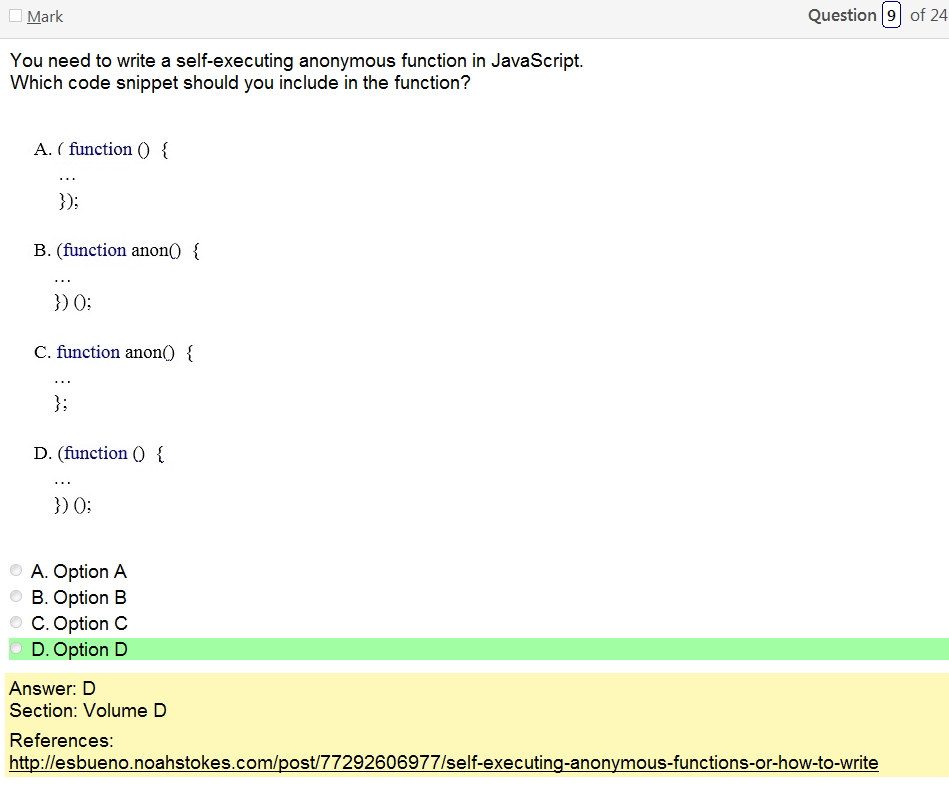 Mark
Question 9 of 24
You need to write a self-executing anonymous function in JavaScript.
Which code snippet should you include in the function?
A. ( function () {
...
});
B. (function anon() {
...
}) ();
C. function anon() {
...
};
D. (function () {
...
}) ();
A. Option A
B. Option B
C. Option C
D. Option D
Answer: D
Section: Volume D
References:
http://esbueno.noahstokes.com/post/77292606977/self-executing-anonymous-functions-or-how-to-write